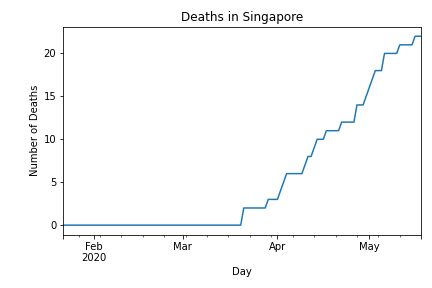 Deaths in Singapore
Number of Deaths
20
15
10
5
0
Feb
2020
Mar
Apr
May
Day